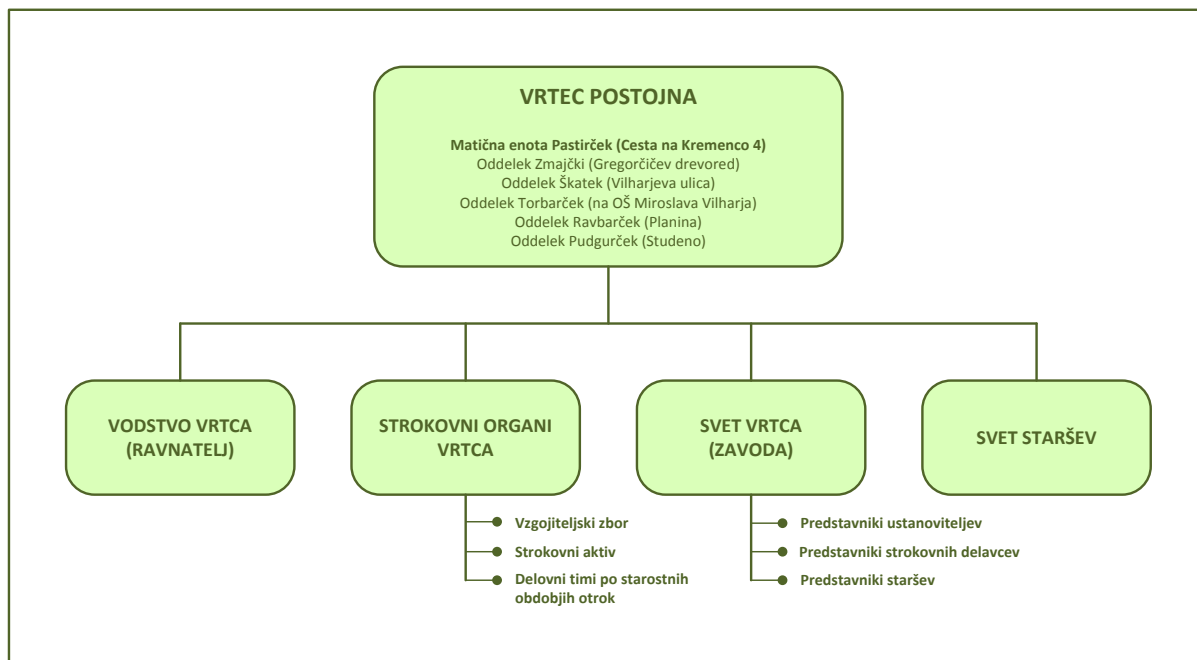 VRTEC POSTOJNA
Matična enota Pastirček (Cesta na Kremenco 4)
Oddelek Zmajčki (Gregorčičev drevored)
Oddelek Škatek (Vilharjeva ulica)
Oddelek Torbarček (na OŠ Miroslava Vilharja)
Oddelek Ravbarček (Planina)
Oddelek Pudgurček (Studeno)
VODSTVO VRTCA
(RAVNATELJ)
STROKOVNI ORGANI
VRTCA
Vzgojiteljski zbor
Strokovni aktiv
Delovni timi po starostnih
obdobjih otrok
SVET VRTCA
(ZAVODA)
Predstavniki ustanoviteljev
Predstavniki strokovnih delavcev
Predstavniki staršev
SVET STARŠEV